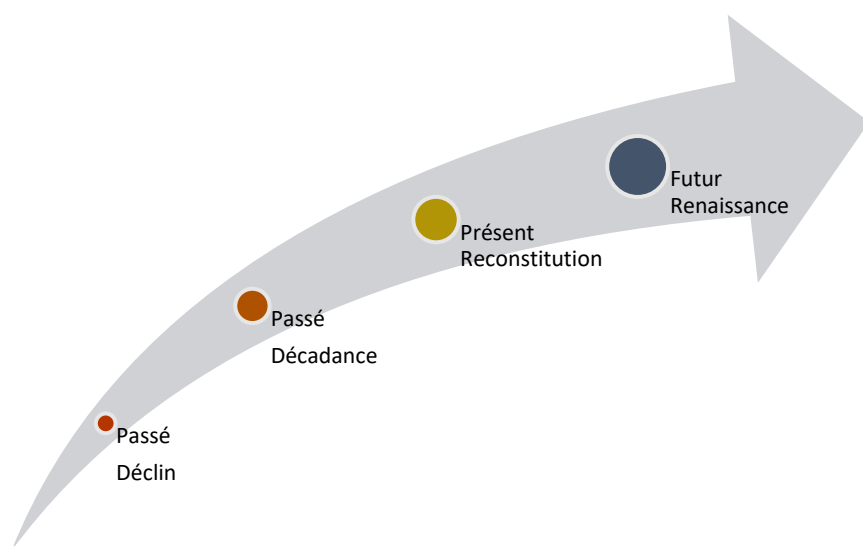 Passé
Déclin
Passé
Décadance
Présent
Reconstitution
Futur
Renaissance